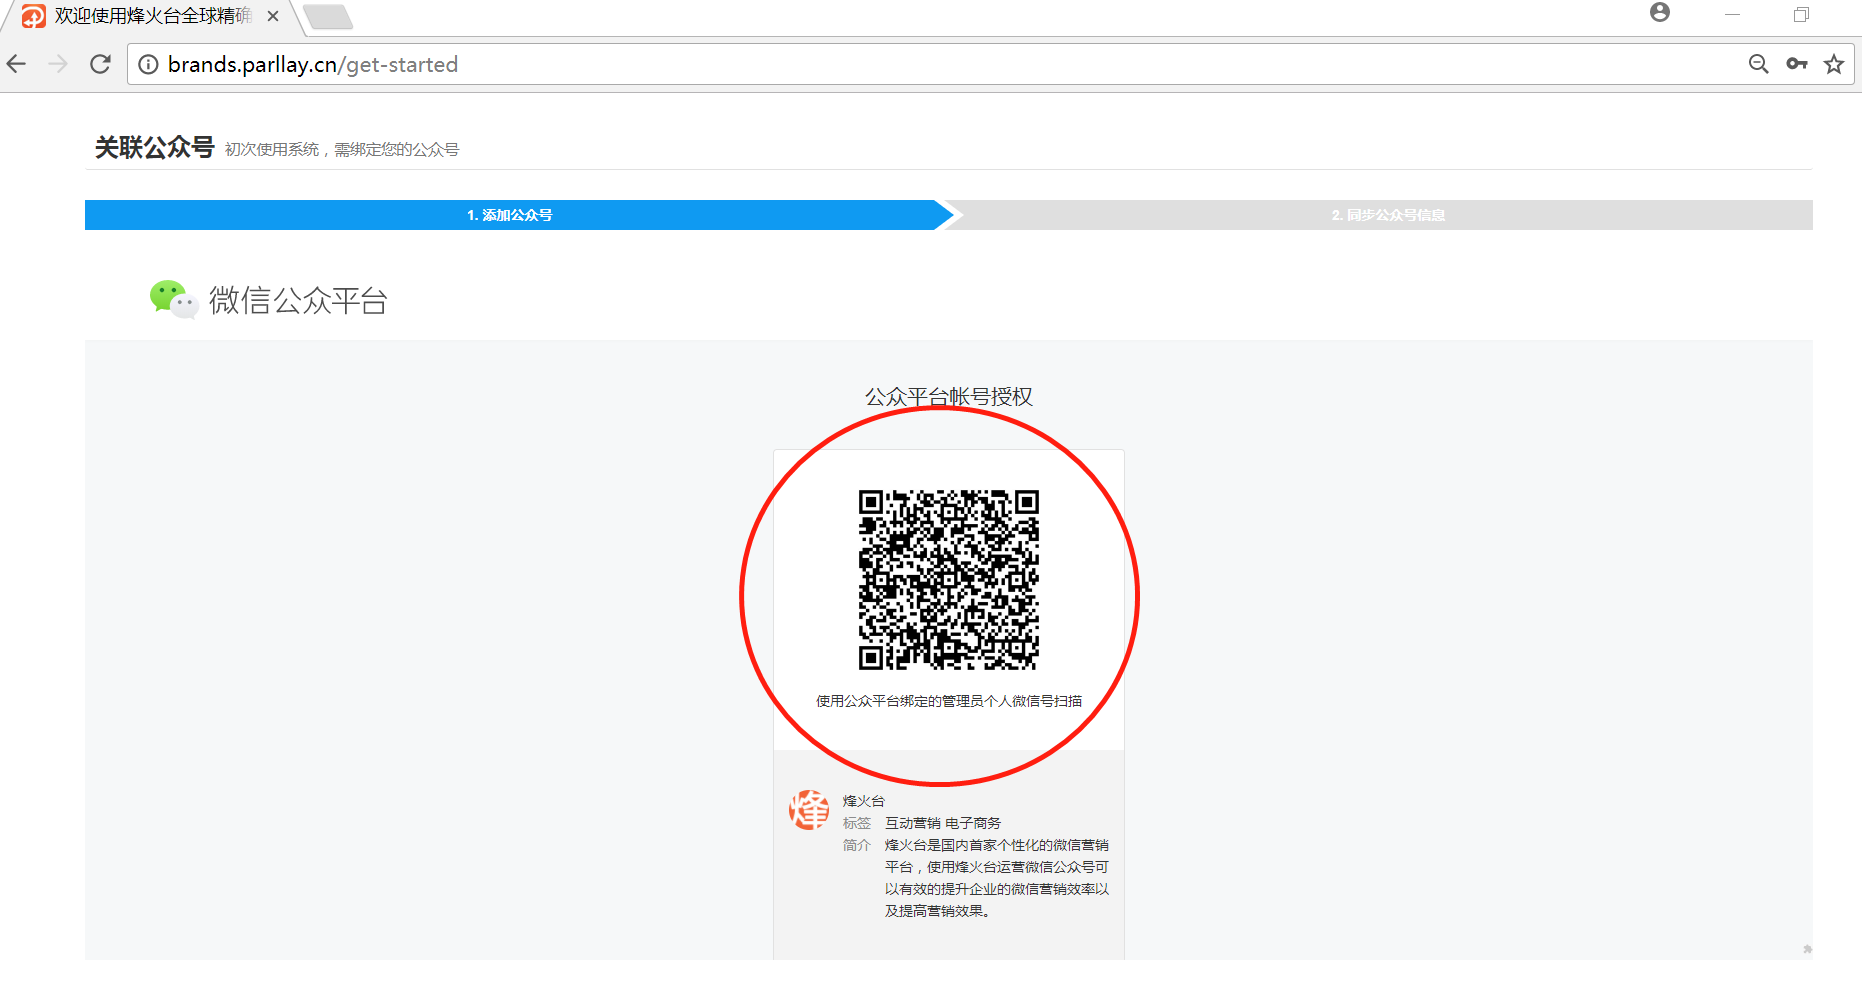 欢迎使用烽火台全球精确
brands.parllay.cn/get-started
关联公众号 初次使用系统，需绑定您的公众号
1. 添加公众号
2. 同步公众号信息
微信公众平台
公众平台帐号授权
使用公众平台绑定的管理员个人微信号扫描
烽
烽火台
标签 互动营销 电子商务
简介 烽火台是国内首家个性化的微信营销
平台，使用烽火台运营微信公众号可
以有效的提升企业的微信营销效率以
及提高营销效果。